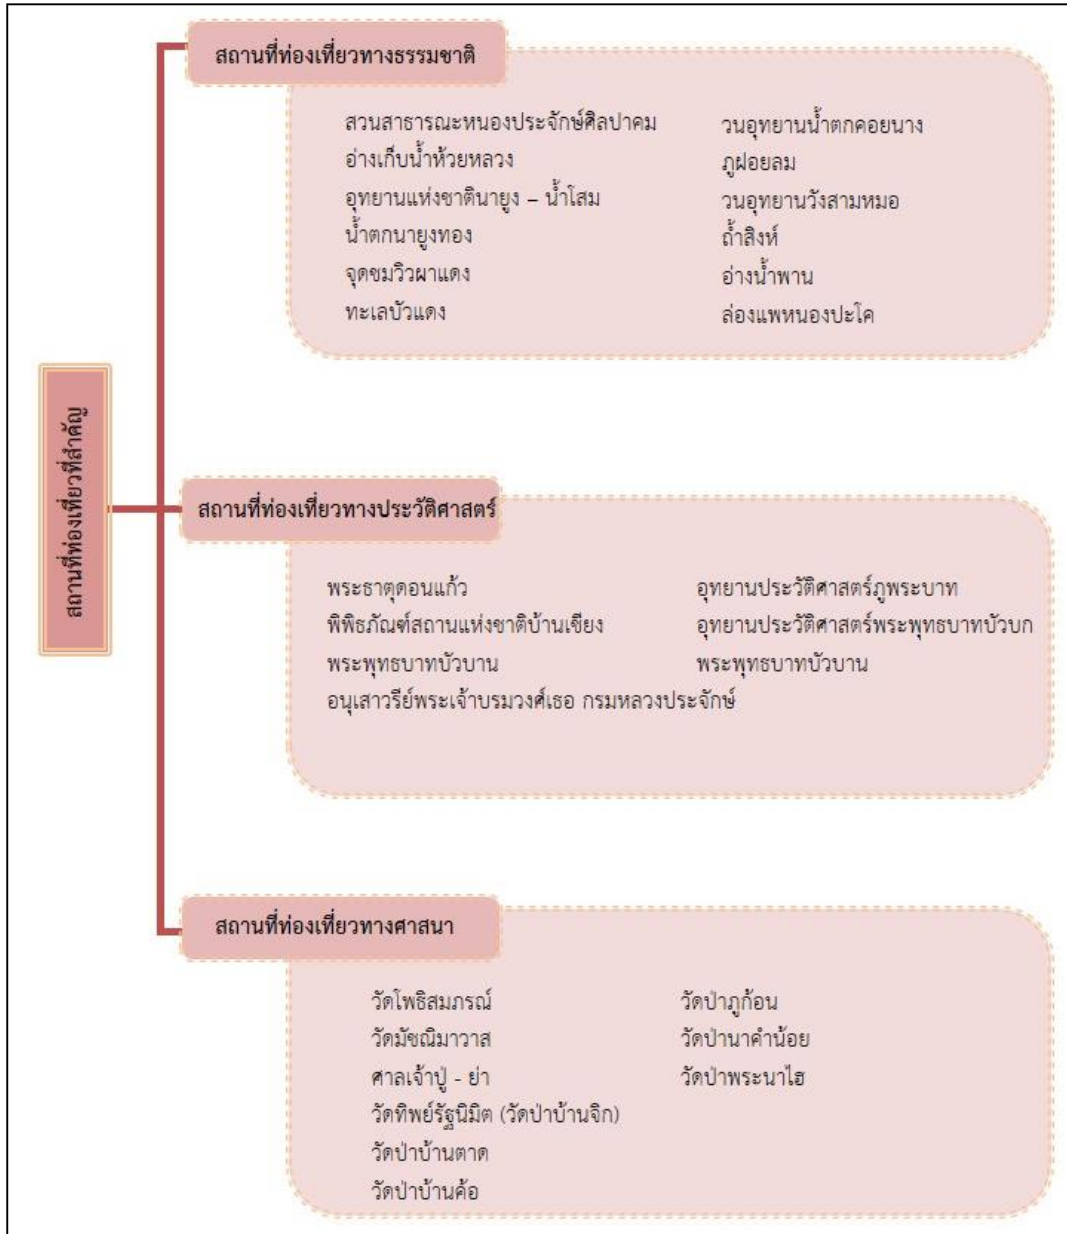 สถานที่ท่องเที่ยวที่สำคัญ
สถานที่ท่องเที่ยวทางธรรมชาติ
สวนสาธารณะหนองประจักษ์ศิลปาคม
อ่างเก็บน้ำห้วยหลวง
อุทยานแห่งชาตินายูง – น้ำโสม
น้ำตกนายูงทอง
จุดชมวิวผาแดง
ทะเลบัวแดง
วนอุทยานน้ำตกคอยนาง
ภูฝอยลม
วนอุทยานวังสามหมอ
ถ้ำสิงห์
อ่างน้ำพาน
ล่องแพหนองปะโค
สถานที่ท่องเที่ยวทางประวัติศาสตร์
พระธาตุดอนแก้ว
พิพิธภัณฑ์สถานแห่งชาติบ้านเชียง
พระพุทธบาทบัวบาน
อนุเสาวรีย์พระเจ้าบรมวงศ์เธอ กรมหลวงประจักษ์
อุทยานประวัติศาสตร์ภูพระบาท
อุทยานประวัติศาสตร์พระพุทธบาทบัวบก
พระพุทธบาทบัวบาน
สถานที่ท่องเที่ยวทางศาสนา
วัดโพธิสมภรณ์
วัดมัชณิมาวาส
ศาลเจ้าปู่ - ย่า
วัดทิพย์รัฐนิมิต (วัดป่าบ้านจิก)
วัดป่าบ้านตาด
วัดป่าบ้านค้อ
วัดป่าภูก้อน
วัดป่านาคำน้อย
วัดป่าพระนาไฮ